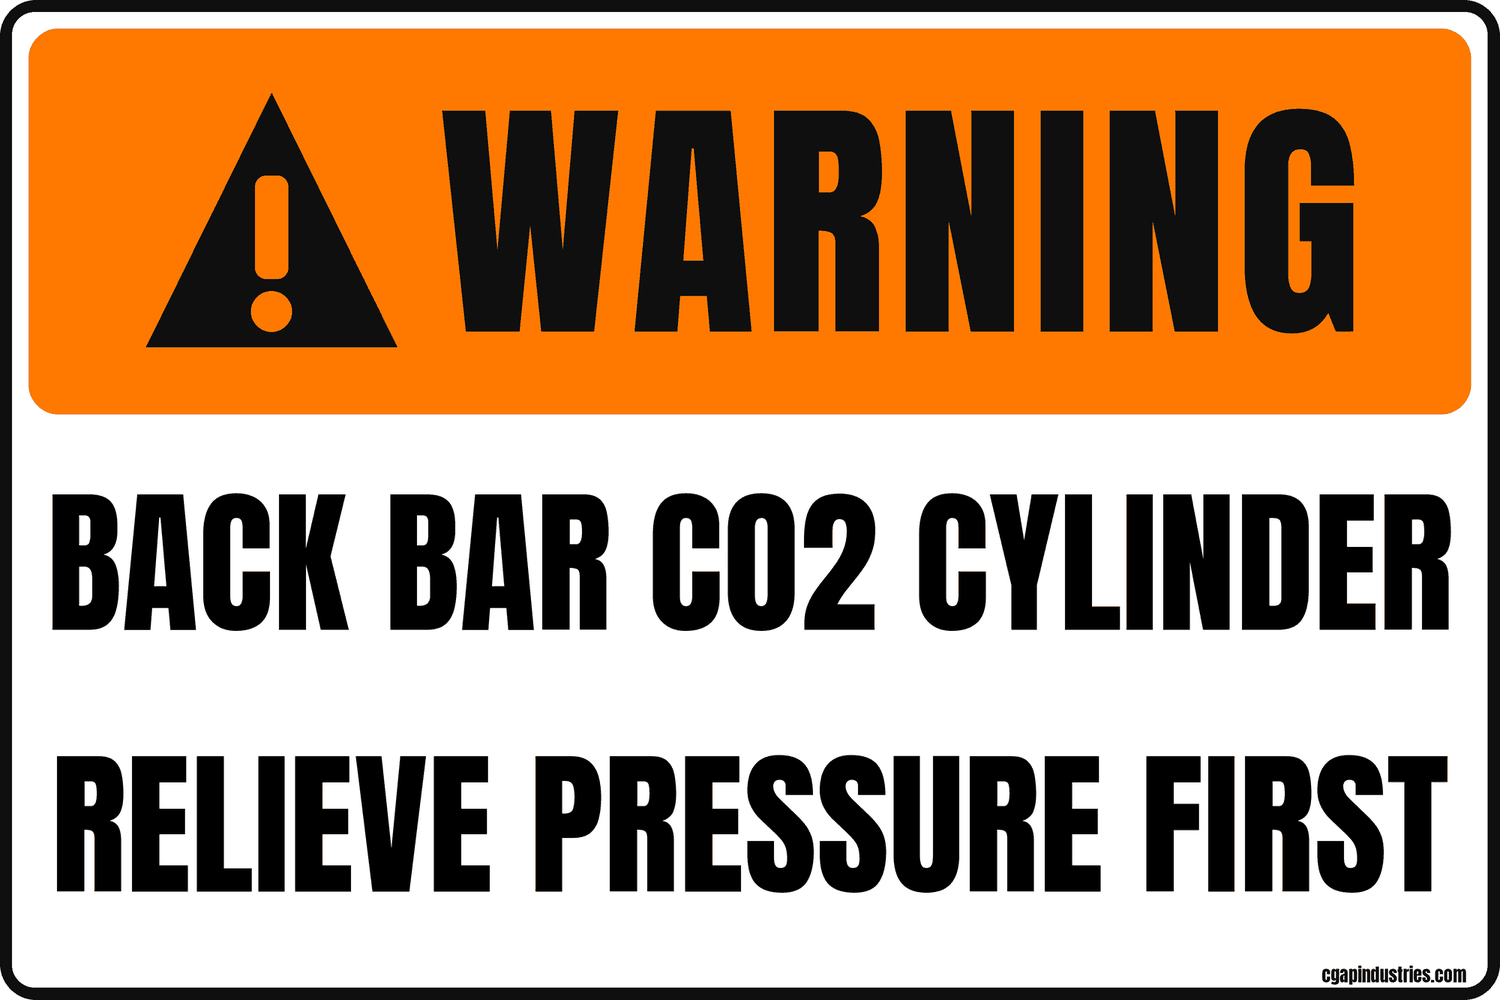 WARNING
BACK BAR CO2 CYLINDER
RELIEVE PRESSURE FIRST
cgapindustries.com